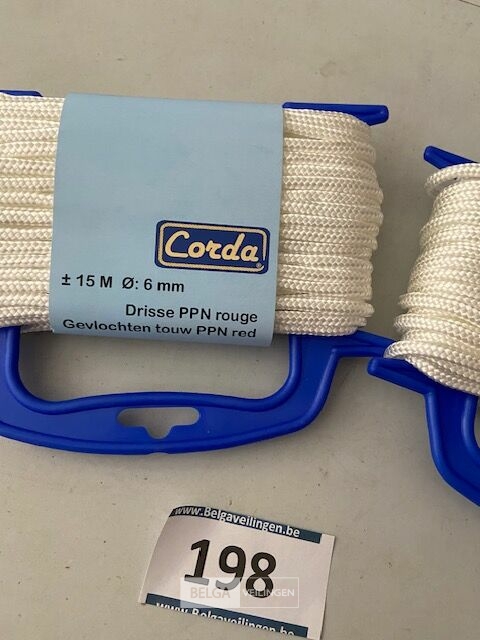 Corda®
± 15 M Ø: 6 mm
Drisse PPN rouge
Gevlochten touw PPN red
www.Belgaveilingen.be
198
BELGA VEILINGEN
www.Belgaveilingen.be